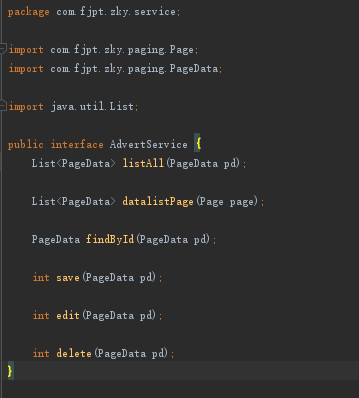 package com.fjpt.zky.service;
import com.fjpt.zky.paging.Page;
import com.fjpt.zky.paging.PageData;
import java.util.List;
public interface AdvertService {
List<PageData> listAll(PageData pd);
List<PageData> datalistPage(Page page);
PageData findById(PageData pd);
int save(PageData pd);
int edit(PageData pd);
int delete(PageData pd);
}